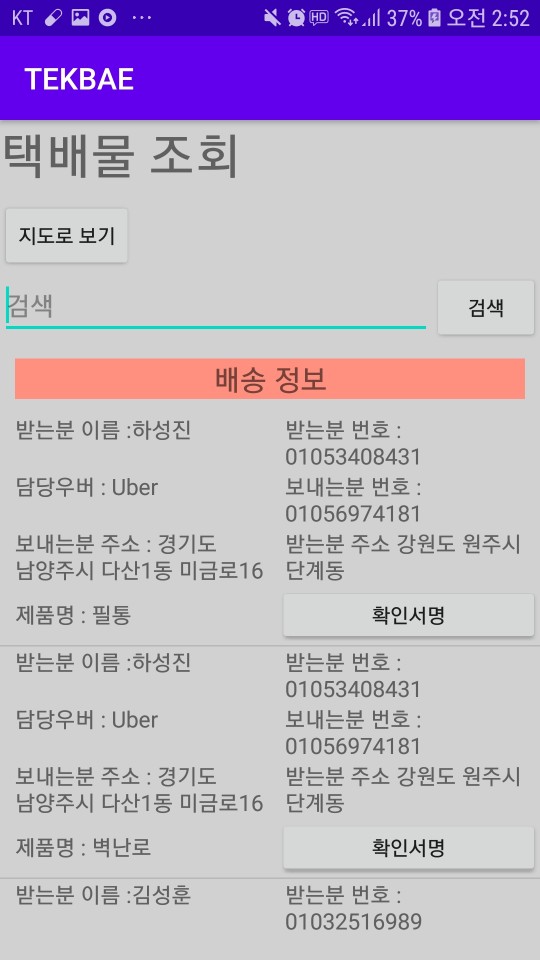 KT ... HD 37% 오전 2:52
TEKBAE
택배물 조회
지도로 보기
검색 검색
배송 정보
받는분 이름 :하성진 받는분 번호 :
01053408431
담당우버 : Uber 보내는분 번호 :
01056974181
보내는분 주소 : 경기도 받는분 주소 강원도 원주시
남양주시 다산1동 미금로16 단계동
제품명 : 필통 확인서명
받는분 이름 :하성진 받는분 번호 :
01053408431
담당우버 : Uber 보내는분 번호 :
01056974181
보내는분 주소 : 경기도 받는분 주소 강원도 원주시
남양주시 다산1동 미금로16 단계동
제품명 : 벽난로 확인서명
받는분 이름 :김성훈 받는분 번호 :
01032516989